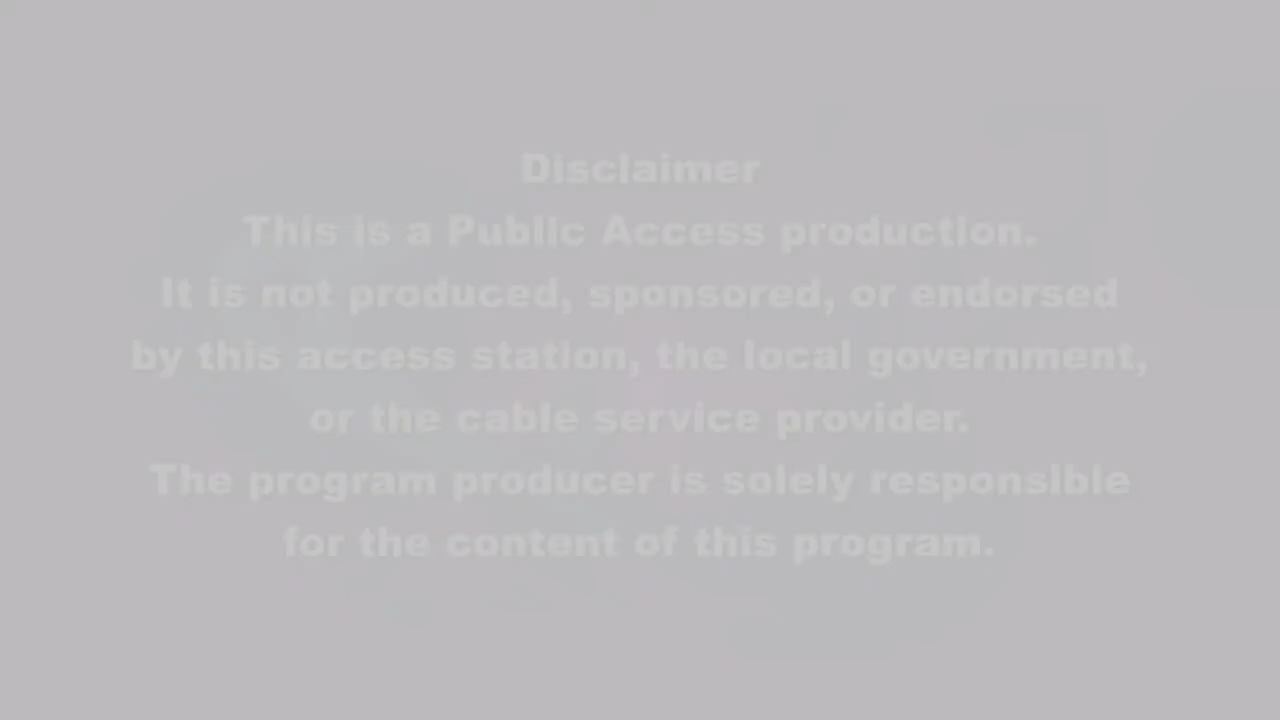 Disclaimer
This is a Public Access production.
It is not produced, sponsored, or endorsed
by this access station, the local government,
or the cable service provider.
The program producer is solely responsible
for the content of this program.